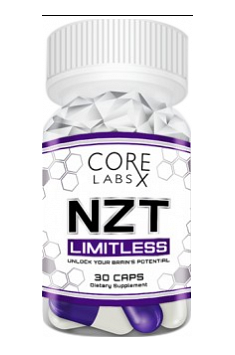 CORE
LABS X
NZT
LIMITLESS
UNLOCK YOUR BRAIN'S POTENTIAL
30 CAPS
Dietary Supplement